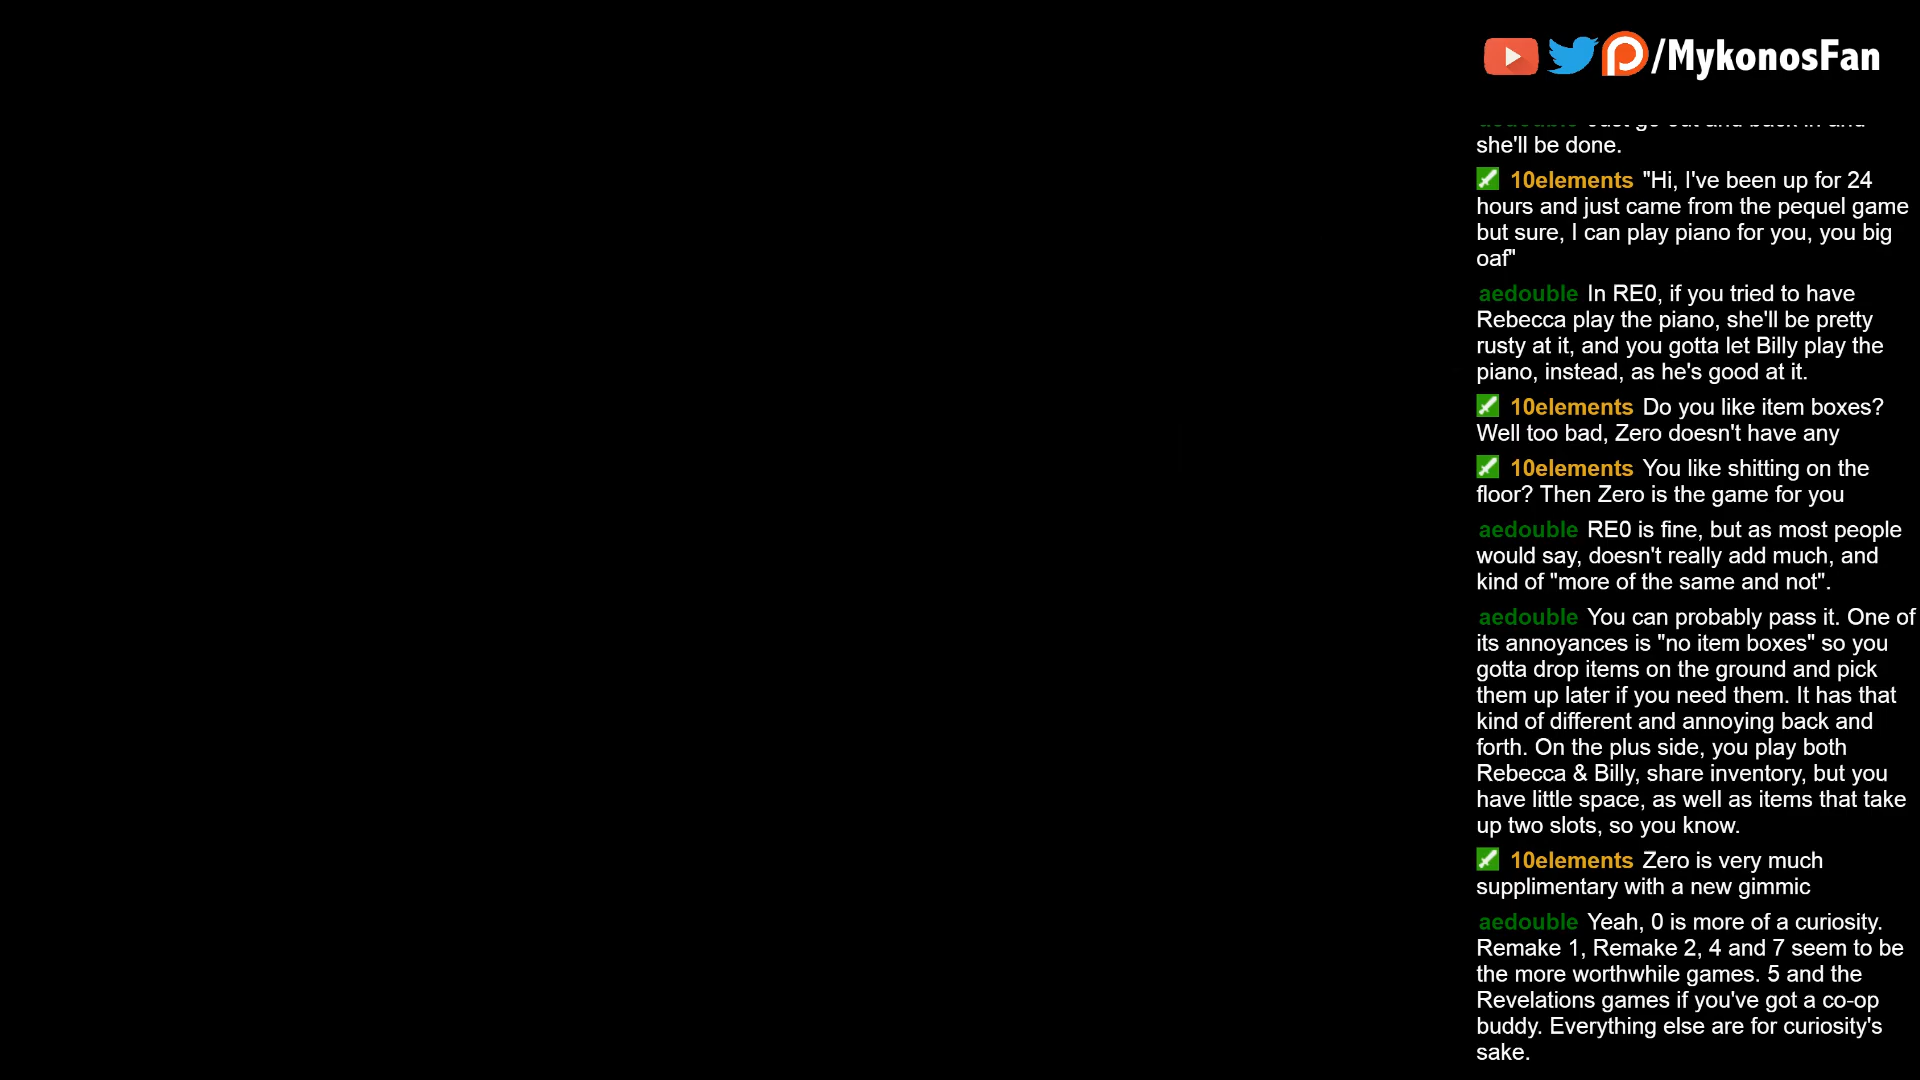 /MykonosFan
she'll be done.
10elements "Hi, I've been up for 24
hours and just came from the pequel game
but sure, I can play piano for you, you big
oaf"
aedouble In RE0, if you tried to have
Rebecca play the piano, she'll be pretty
rusty at it, and you gotta let Billy play the
piano, instead, as he's good at it.
10elements Do you like item boxes?
Well too bad, Zero doesn't have any
10elements You like shitting on the
floor? Then Zero is the game for you
aedouble RE0 is fine, but as most people
would say, doesn't really add much, and
kind of "more of the same and not".
aedouble You can probably pass it. One of
its annoyances is "no item boxes" so you
gotta drop items on the ground and pick
them up later if you need them. It has that
kind of different and annoying back and
forth. On the plus side, you play both
Rebecca & Billy, share inventory, but you
have little space, as well as items that take
up two slots, so you know.
10elements Zero is very much
supplimentary with a new gimmic
aedouble Yeah, 0 is more of a curiosity.
Remake 1, Remake 2, 4 and 7 seem to be
the more worthwhile games. 5 and the
Revelations games if you've got a co-op
buddy. Everything else are for curiosity's
sake.